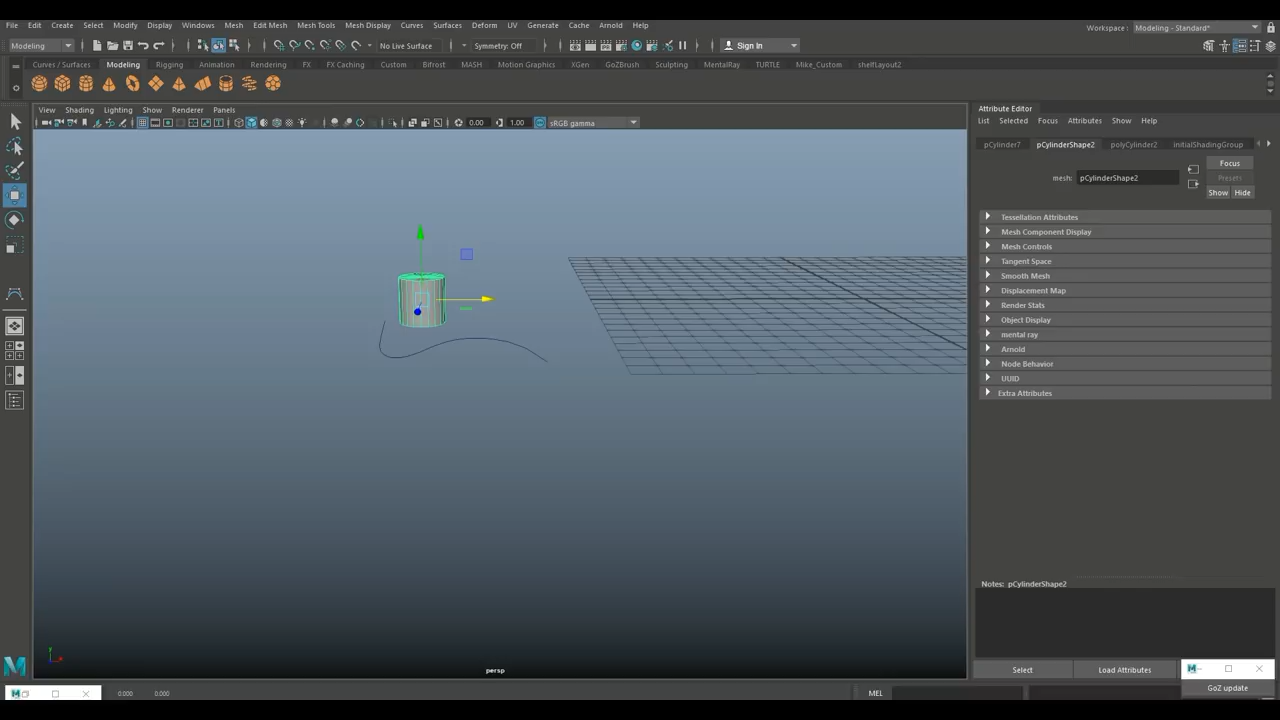 File Edit Create Select Modify Display Windows Mesh Edit Mesh Mesh Tools Mesh Display Curves Surfaces Deform UV Generate Cache Arnold Help
Workspace: Modeling - Standard*
Modeling No Live Surface Symmetry: Off Sign In
Curves / Surfaces Modeling Rigging Animation Rendering FX FX Caching Custom Bifrost MASH Motion Graphics XGen GoZBrush Sculpting MentalRay TURTLE Mike_Custom shelfLayout2
View Shading Lighting Show Renderer Panels
0.00 1.00 sRGB gamma
Attribute Editor
List Selected Focus Attributes Show Help
pCylinder7 pCylinderShape2 polyCylinder2 initialShadingGroup
Focus
mesh: pCylinderShape2 Presets
Show Hide
Tessellation Attributes
Mesh Component Display
Mesh Controls
Tangent Space
Smooth Mesh
Displacement Map
Render Stats
Object Display
mental ray
Arnold
Node Behavior
UUID
Extra Attributes
Notes: pCylinderShape2
persp
Select Load Attributes
GoZ update
0.000 0.000 MEL